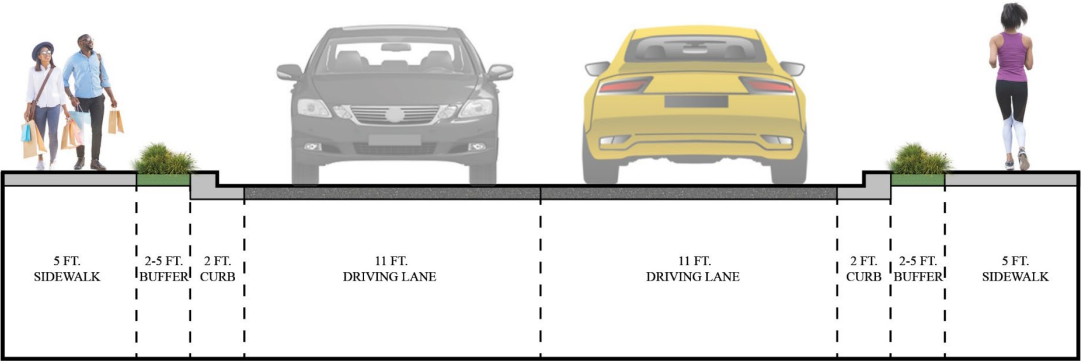 5 FT.
SIDEWALK
2-5 FT.
BUFFER
2 FT.
CURB
11 FT.
DRIVING LANE
11 FT.
DRIVING LANE
2 FT.
CURB
2-5 FT.
BUFFER
5 FT.
SIDEWALK